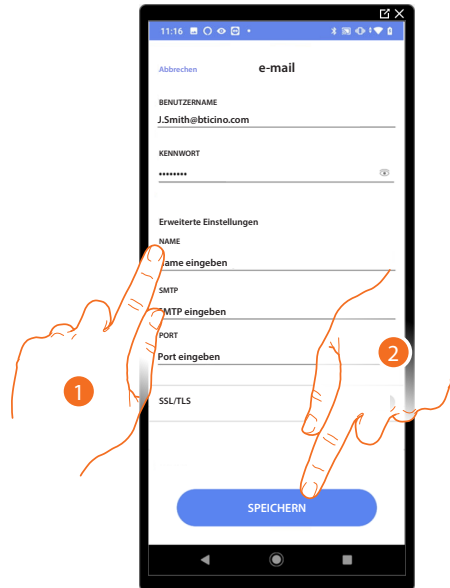 11:16
Abbrechen e-mail
BENUTZERNAME
J.Smith@bticino.com
KENNWORT
••••••••
Erweiterte Einstellungen
NAME
ame eingeben
SMTP
MTP eingeben
PORT
Port eingeben
SSL/TLS
SPEICHERN
1
2